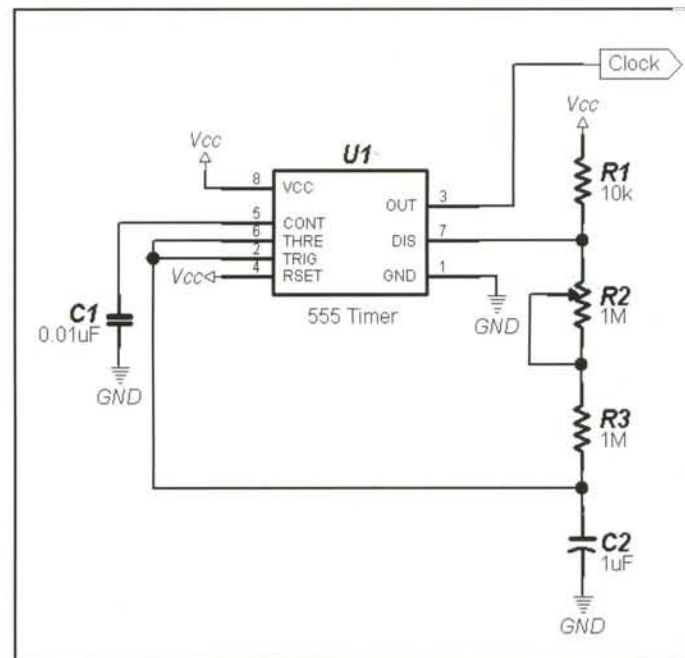 Clock
Vcc
U1
Vcc
R1
10k
8
VCC
OUT
3
5
CONT
6
THRE
DIS
7
2
TRIG
Vcc
4
RSET
GND
1
R2
1M
555 Timer
GND
C1
0.01uF
GND
R3
1M
C2
1uF
GND